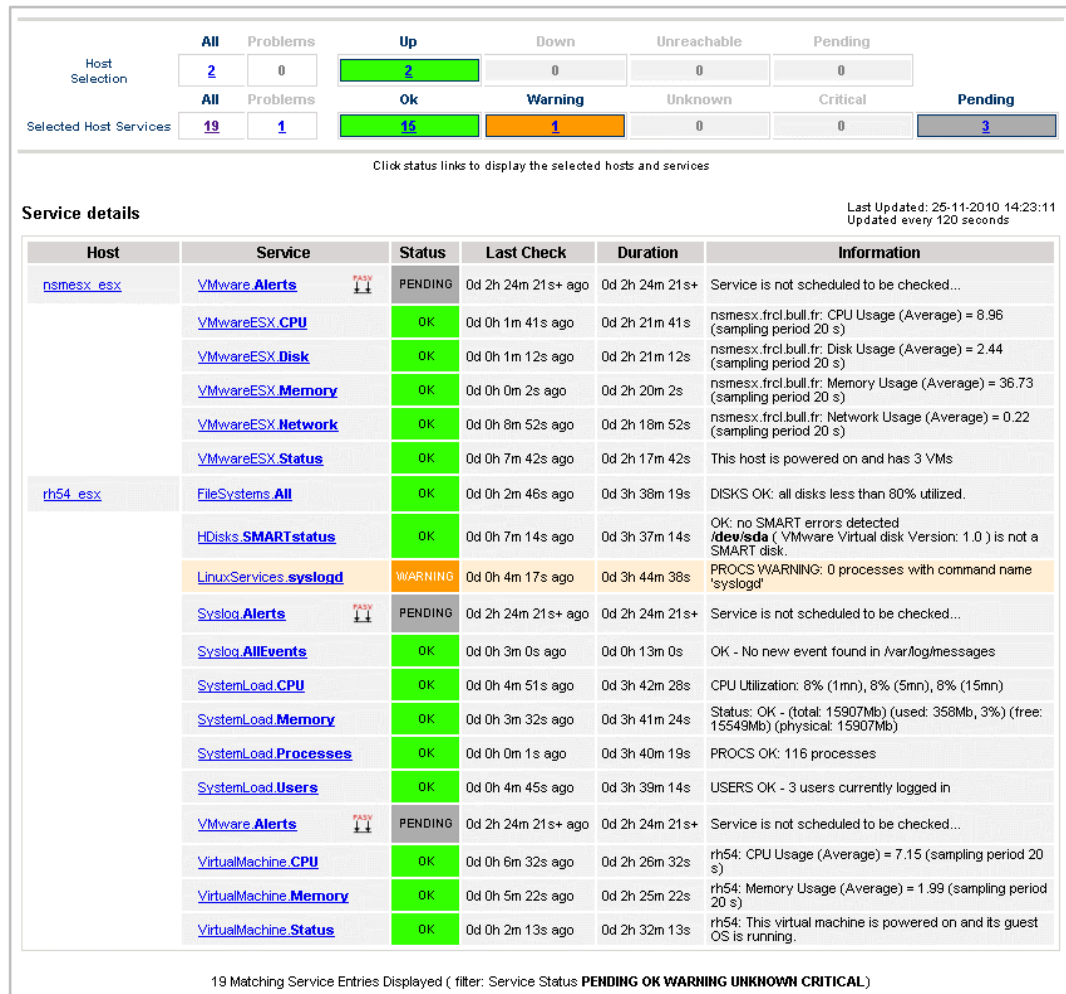 All Problems Up Down Unreachable Pending
Host
Selection
2 0 2 0 0 0
All Problems Ok Warning Unknown Critical Pending
Selected Host Services 19 1 15 1 0 0 3
Click status links to display the selected hosts and services
Service details
Last Updated: 25-11-2010 14:23:11
Updated every 120 seconds
Host Service Status Last Check Duration Information
nsmesx_esx VMware.Alerts PASV PENDING 0d 2h 24m 21s+ ago 0d 2h 24m 21s+ Service is not scheduled to be checked...
VMwareESX.CPU OK 0d 0h 1m 41s ago 0d 2h 21m 41s nsmesx.frcl.bull.fr: CPU Usage (Average) = 8.96
(sampling period 20 s)
VMwareESX.Disk OK 0d 0h 1m 12s ago 0d 2h 21m 12s nsmesx.frcl.bull.fr: Disk Usage (Average) = 2.44
(sampling period 20 s)
VMwareESX.Memory OK 0d 0h 0m 2s ago 0d 2h 20m 2s nsmesx.frcl.bull.fr: Memory Usage (Average) = 36.73
(sampling period 20 s)
VMwareESX.Network OK 0d 0h 8m 52s ago 0d 2h 18m 52s nsmesx.frcl.bull.fr: Network Usage (Average) = 0.22
(sampling period 20 s)
VMwareESX.Status OK 0d 0h 7m 42s ago 0d 2h 17m 42s This host is powered on and has 3 VMs
rh54_esx FileSystems.All OK 0d 0h 2m 46s ago 0d 3h 38m 19s DISKS OK: all disks less than 80% utilized.
HDisks.SMARTstatus OK 0d 0h 7m 14s ago 0d 3h 37m 14s OK: no SMART errors detected
/dev/sda ( VMware Virtual disk Version: 1.0 ) is not a
SMART disk.
LinuxServices.syslogd WARNING 0d 0h 4m 17s ago 0d 3h 44m 38s PROCS WARNING: 0 processes with command name
'syslogd'
Syslog.Alerts PASV PENDING 0d 2h 24m 21s+ ago 0d 2h 24m 21s+ Service is not scheduled to be checked...
Syslog.AllEvents OK 0d 0h 3m 0s ago 0d 0h 13m 0s OK - No new event found in /var/log/messages
SystemLoad.CPU OK 0d 0h 4m 51s ago 0d 3h 42m 28s CPU Utilization: 8% (1mn), 8% (5mn), 8% (15mn)
SystemLoad.Memory OK 0d 0h 3m 32s ago 0d 3h 41m 24s Status: OK - (total: 15907Mb) (used: 358Mb, 3%) (free:
15549Mb) (physical: 15907Mb)
SystemLoad.Processes OK 0d 0h 0m 1s ago 0d 3h 40m 19s PROCS OK: 116 processes
SystemLoad.Users OK 0d 0h 4m 45s ago 0d 3h 39m 14s USERS OK - 3 users currently logged in
VMware.Alerts PASV PENDING 0d 2h 24m 21s+ ago 0d 2h 24m 21s+ Service is not scheduled to be checked...
VirtualMachine.CPU OK 0d 0h 6m 32s ago 0d 2h 26m 32s rh54: CPU Usage (Average) = 7.15 (sampling period 20
s)
VirtualMachine.Memory OK 0d 0h 5m 22s ago 0d 2h 25m 22s rh54: Memory Usage (Average) = 1.99 (sampling period
20 s)
VirtualMachine.Status OK 0d 0h 2m 13s ago 0d 2h 32m 13s rh54: This virtual machine is powered on and its guest
OS is running.
19 Matching Service Entries Displayed ( filter: Service Status PENDING OK WARNING UNKNOWN CRITICAL)